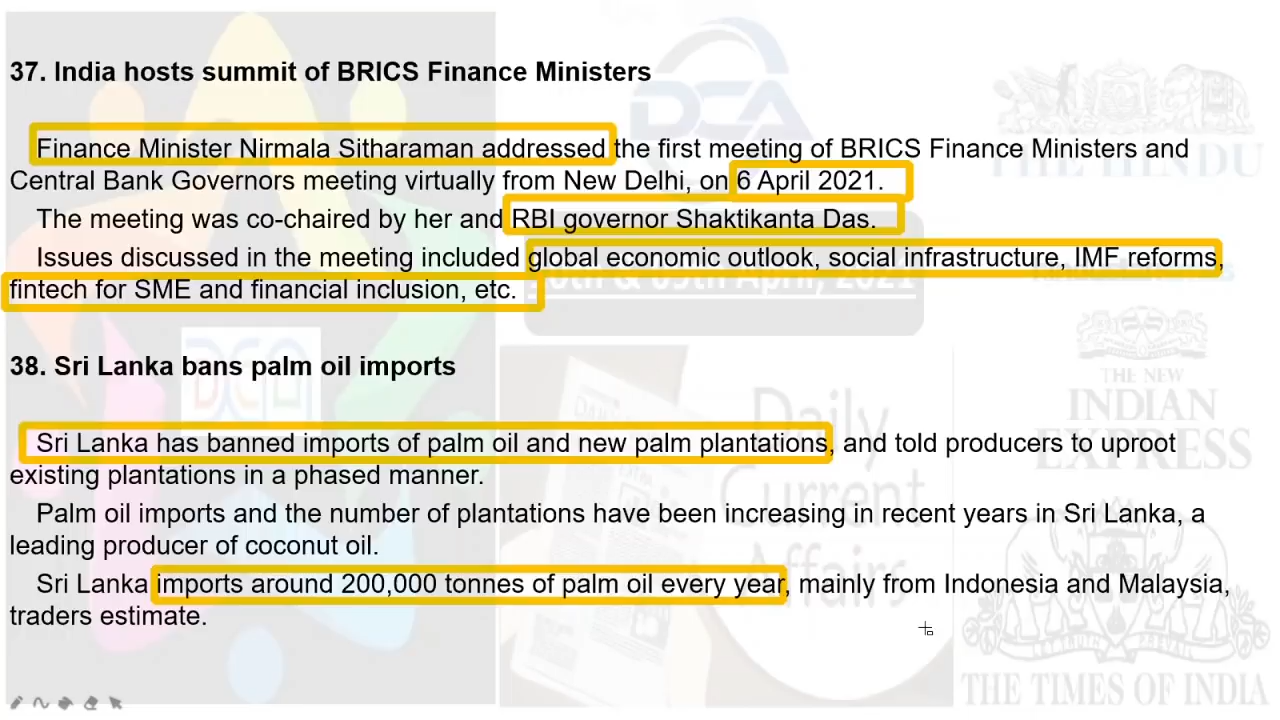 37. India hosts summit of BRICS Finance Ministers
Finance Minister Nirmala Sitharaman addressed the first meeting of BRICS Finance Ministers and
Central Bank Governors meeting virtually from New Delhi, on 6 April 2021.
The meeting was co-chaired by her and RBI governor Shaktikanta Das.
Issues discussed in the meeting included global economic outlook, social infrastructure, IMF reforms,
fintech for SME and financial inclusion, etc.
38. Sri Lanka bans palm oil imports
Sri Lanka has banned imports of palm oil and new palm plantations, and told producers to uproot
existing plantations in a phased manner.
Palm oil imports and the number of plantations have been increasing in recent years in Sri Lanka, a
leading producer of coconut oil.
Sri Lanka imports around 200,000 tonnes of palm oil every year, mainly from Indonesia and Malaysia,
traders estimate.
DCA
THE HINDU
& 09th April, 2021
DCA
Daily
Current
Affairs
THE NEW
INDIAN
EXPRESS
THE TIMES OF INDIA